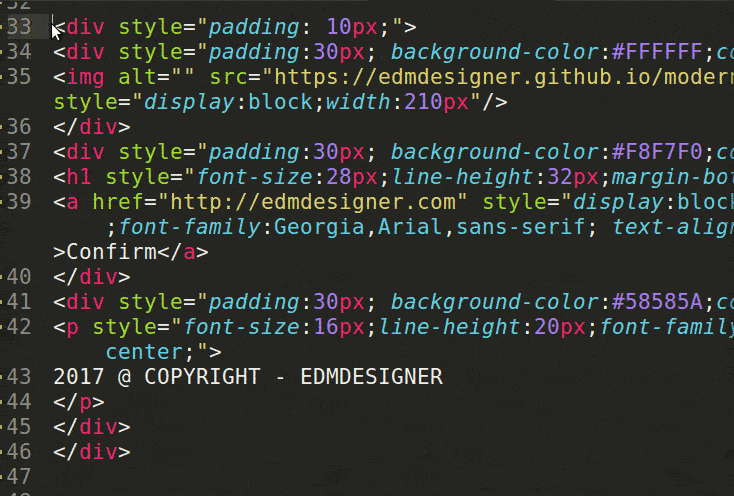 32
33 <div style="padding: 10px;">
34 <div style="padding:30px; background-color:#FFFFFF;co
35 <img alt="" src="https://edmdesigner.github.io/modern
style="display:block;width:210px"/>
36 </div>
37 <div style="padding:30px; background-color:#F8F7F0;co
38 <h1 style="font-size:28px;line-height:32px;margin-bot
39 <a href="http://edmdesigner.com" style="display:block
;font-family:Georgia,Arial,sans-serif; text-align
>Confirm</a>
40 </div>
41 <div style="padding:30px; background-color:#58585A;co
42 <p style="font-size:16px;line-height:20px;font-family
center;">
43 2017 @ COPYRIGHT - EDMDESIGNER
44 </p>
45 </div>
46 </div>
47